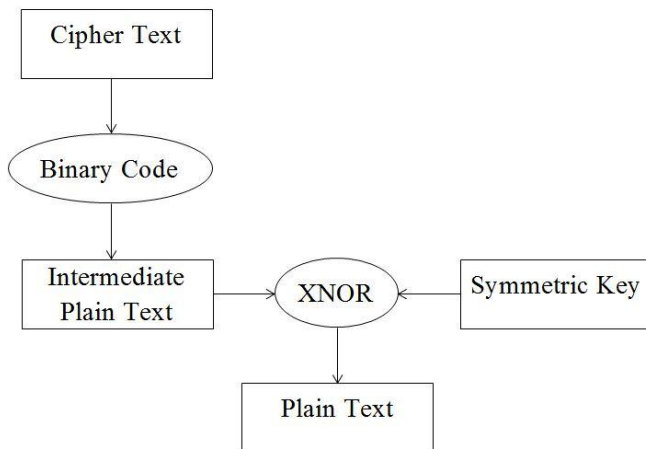 Cipher Text
Binary Code
Intermediate
Plain Text
XNOR
Symmetric Key
Plain Text